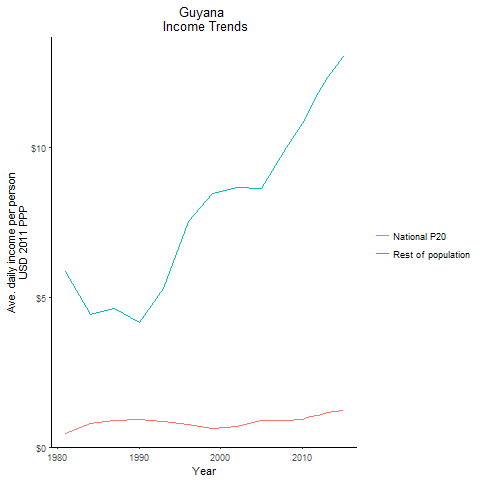 Guyana
Income Trends
Ave. daily income per person
USD 2011 PPP
$10
$5
$0
1980
1990
2000
2010
Year
National P20
Rest of population